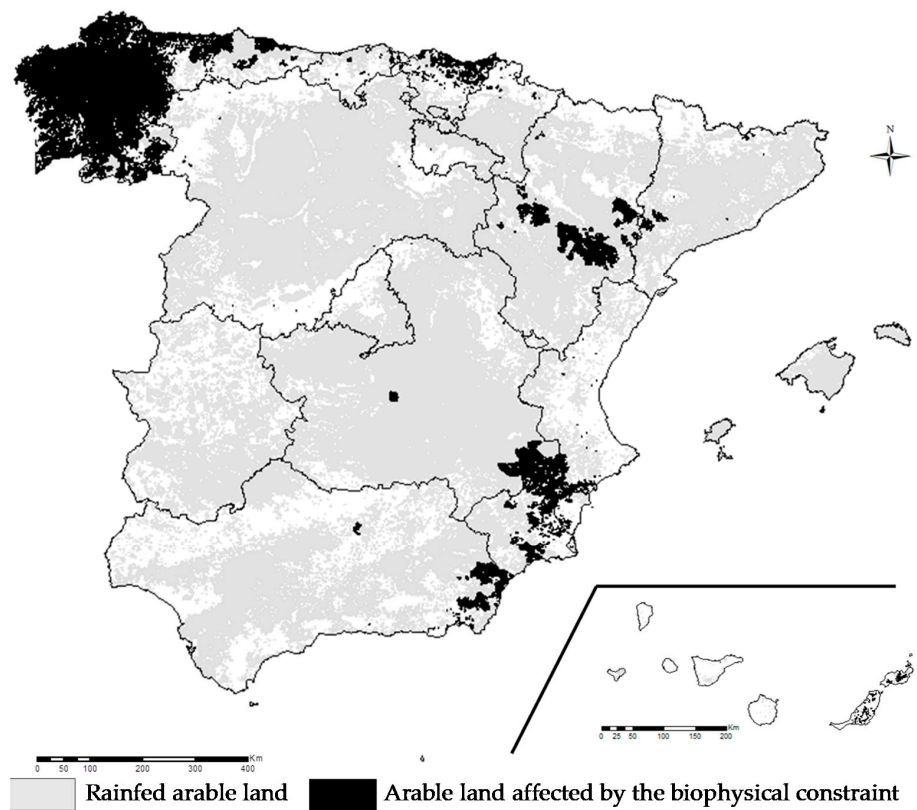 N
Km
0 25 50 100 150 200
Km
0 50 100 200 300 400
Rainfed arable land
Arable land affected by the biophysical constraint